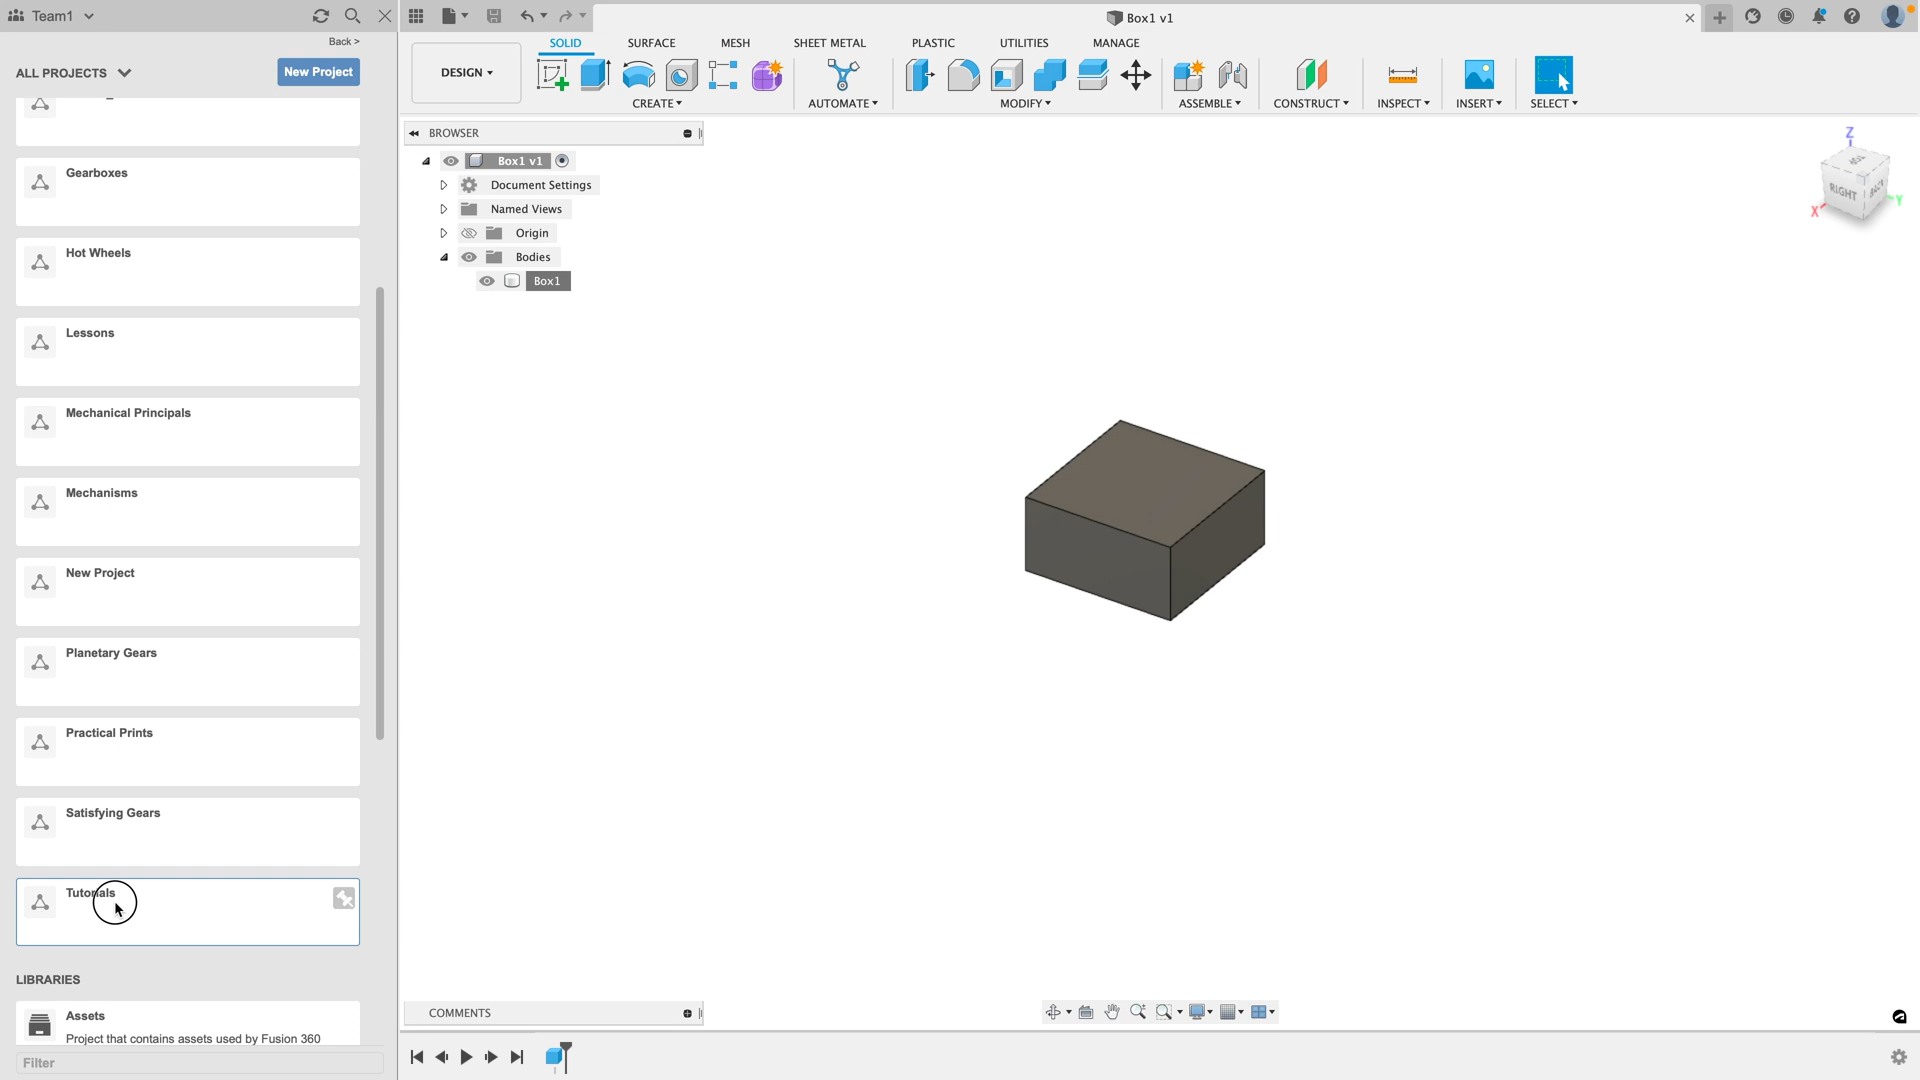 Team1
Back >
ALL PROJECTS
New Project
Gearboxes
Hot Wheels
Lessons
Mechanical Principals
Mechanisms
New Project
Planetary Gears
Practical Prints
Satisfying Gears
Tutorials
LIBRARIES
Assets
Project that contains assets used by Fusion 360
Filter
Box1 v1
DESIGN
SOLID
SURFACE
MESH
SHEET METAL
PLASTIC
UTILITIES
MANAGE
CREATE
AUTOMATE
MODIFY
ASSEMBLE
CONSTRUCT
INSPECT
INSERT
SELECT
BROWSER
Box1 v1
Document Settings
Named Views
Origin
Bodies
Box1
Z
TOP
RIGHT
BACK
X
Y
COMMENTS